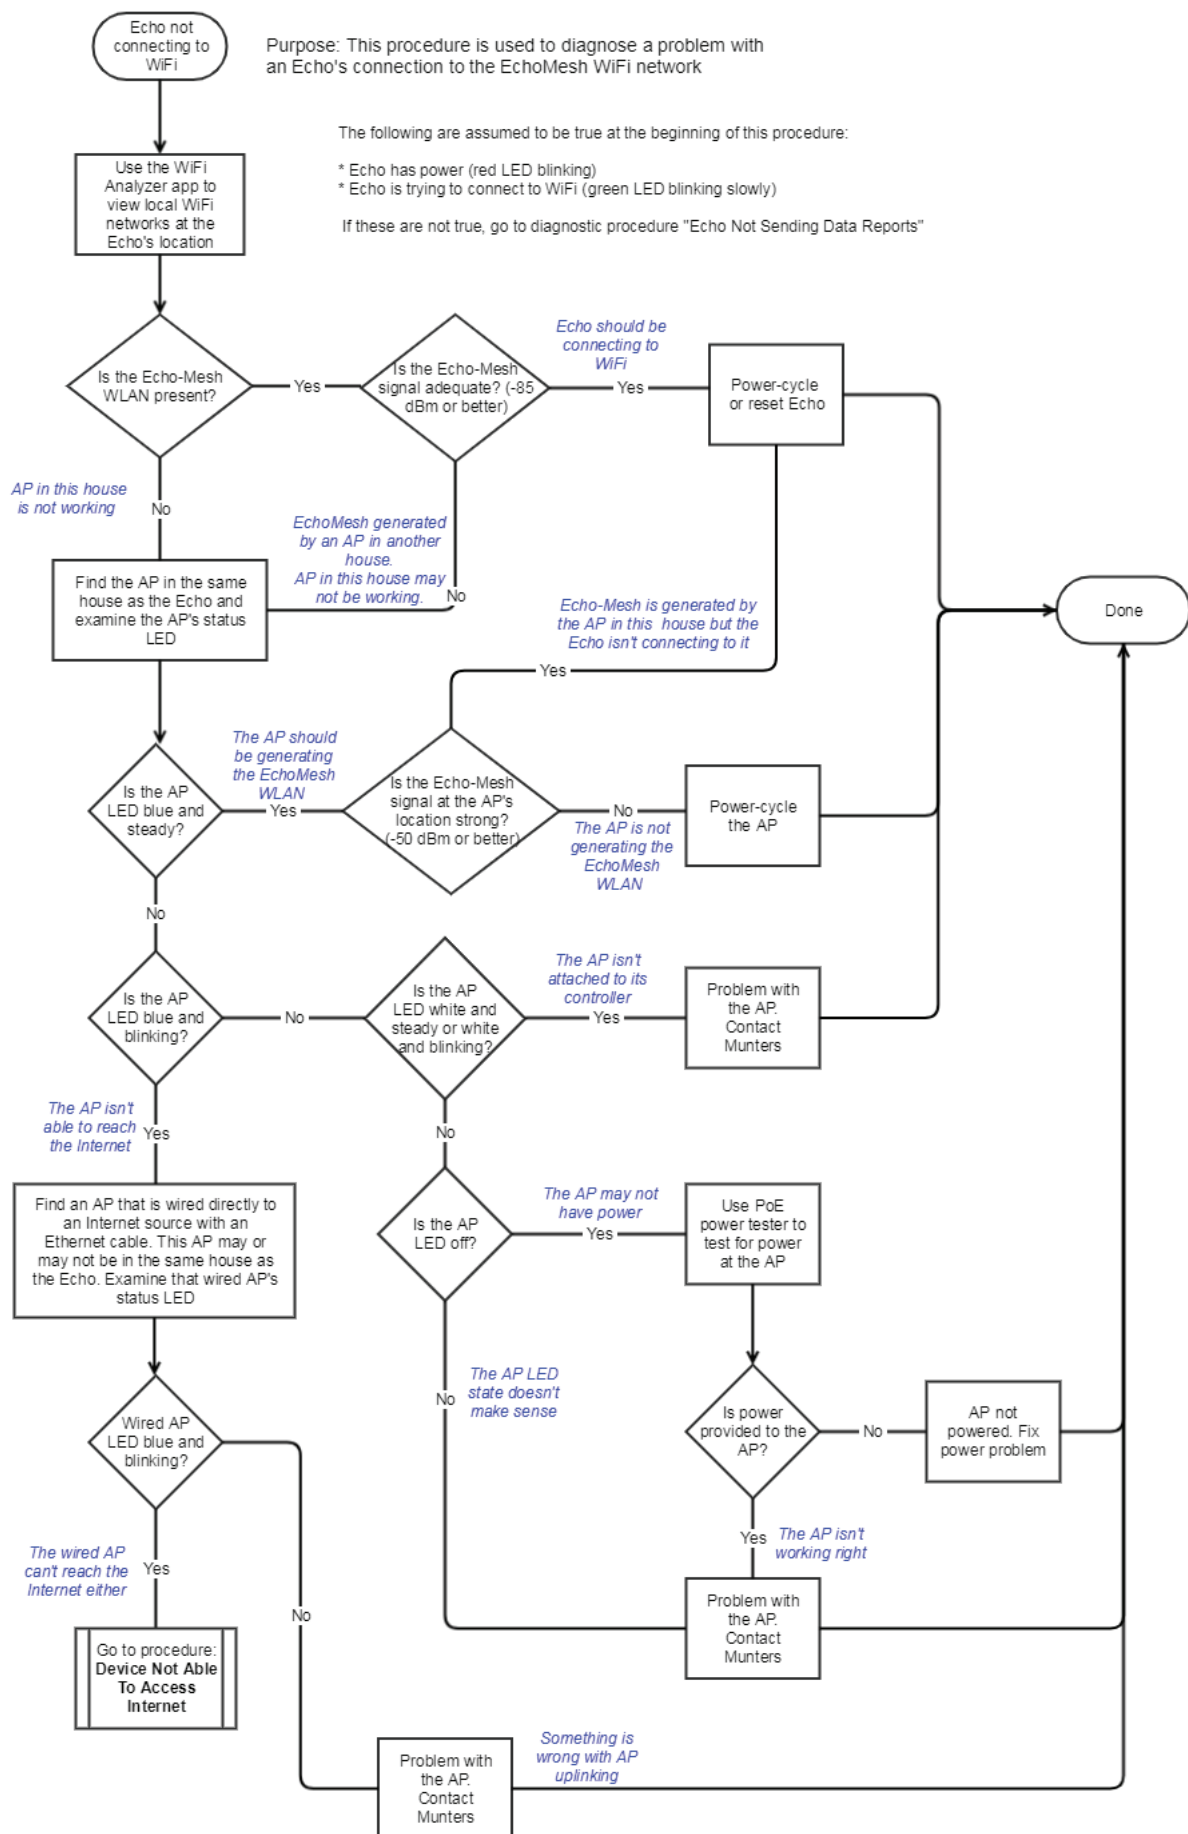 Echo not
connecting to
WiFi
Purpose: This procedure is used to diagnose a problem with
an Echo's connection to the EchoMesh WiFi network
The following are assumed to be true at the beginning of this procedure:
* Echo has power (red LED blinking)
* Echo is trying to connect to WiFi (green LED blinking slowly)
If these are not true, go to diagnostic procedure "Echo Not Sending Data Reports"
Use the WiFi
Analyzer app to
view local WiFi
networks at the
Echo's location
Is the Echo-Mesh
WLAN present?
Yes
Is the Echo-Mesh
signal adequate? (-85
dBm or better)
Echo should be
connecting to
WiFi
Yes
Power-cycle
or reset Echo
AP in this house
is not working
No
EchoMesh generated
by an AP in another
house.
AP in this house may
not be working.
No
Find the AP in the same
house as the Echo and
examine the AP's status
LED
Echo-Mesh is generated by
the AP in this house but the
Echo isn't connecting to it
Yes
Done
Is the AP
LED blue and
steady?
The AP should
be generating
the EchoMesh
WLAN
Yes
Is the Echo-Mesh
signal at the AP's
location strong?
(-50 dBm or better)
No
The AP is not
generating the
EchoMesh
WLAN
Power-cycle
the AP
No
Is the AP
LED blue and
blinking?
No
Is the AP
LED white and
steady or white
and blinking?
The AP isn't
attached to its
controller
Yes
Problem with
the AP.
Contact
Munters
The AP isn't
able to reach
the Internet
Yes
No
Find an AP that is wired directly to
an Internet source with an
Ethernet cable. This AP may or
may not be in the same house as
the Echo. Examine that wired AP's
status LED
Is the AP
LED off?
The AP may not
have power
Yes
Use PoE
power tester to
test for power
at the AP
Wired AP
LED blue and
blinking?
No
The AP LED
state doesn't
make sense
Is power
provided to the
AP?
No
AP not
powered. Fix
power problem
Yes
The AP isn't
working right
The wired AP
can't reach the
Internet either
Yes
No
Problem with
the AP.
Contact
Munters
Go to procedure:
Device Not Able
To Access
Internet
Problem with
the AP.
Contact
Munters
Something is
wrong with AP
uplinking